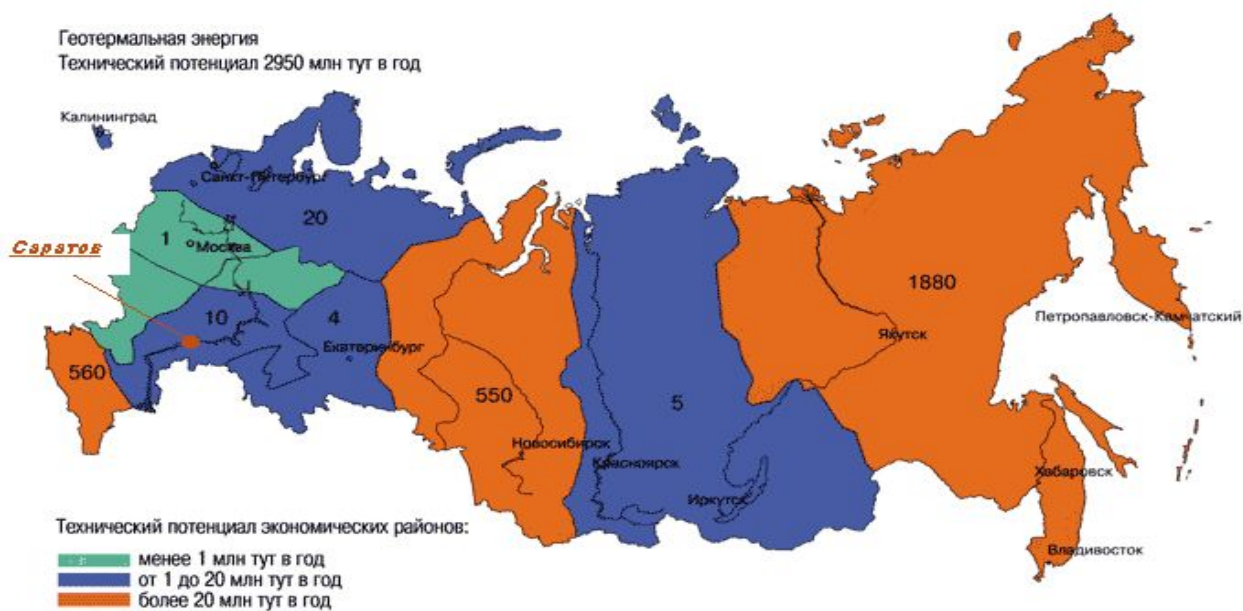 Геотермальная энергия
Технический потенциал 2950 млн тут в год
Калининград
Санкт-Петербург
20
1
Москва
Саратов
1880
10
4
Петропавловск-Камчатский
Якутск
Екатеринбург
560
550
5
Новосибирск
Красноярск
Хабаровск
Иркутск
Владивосток
Технический потенциал экономических районов:
менее 1 млн тут в год
от 1 до 20 млн тут в год
более 20 млн тут в год